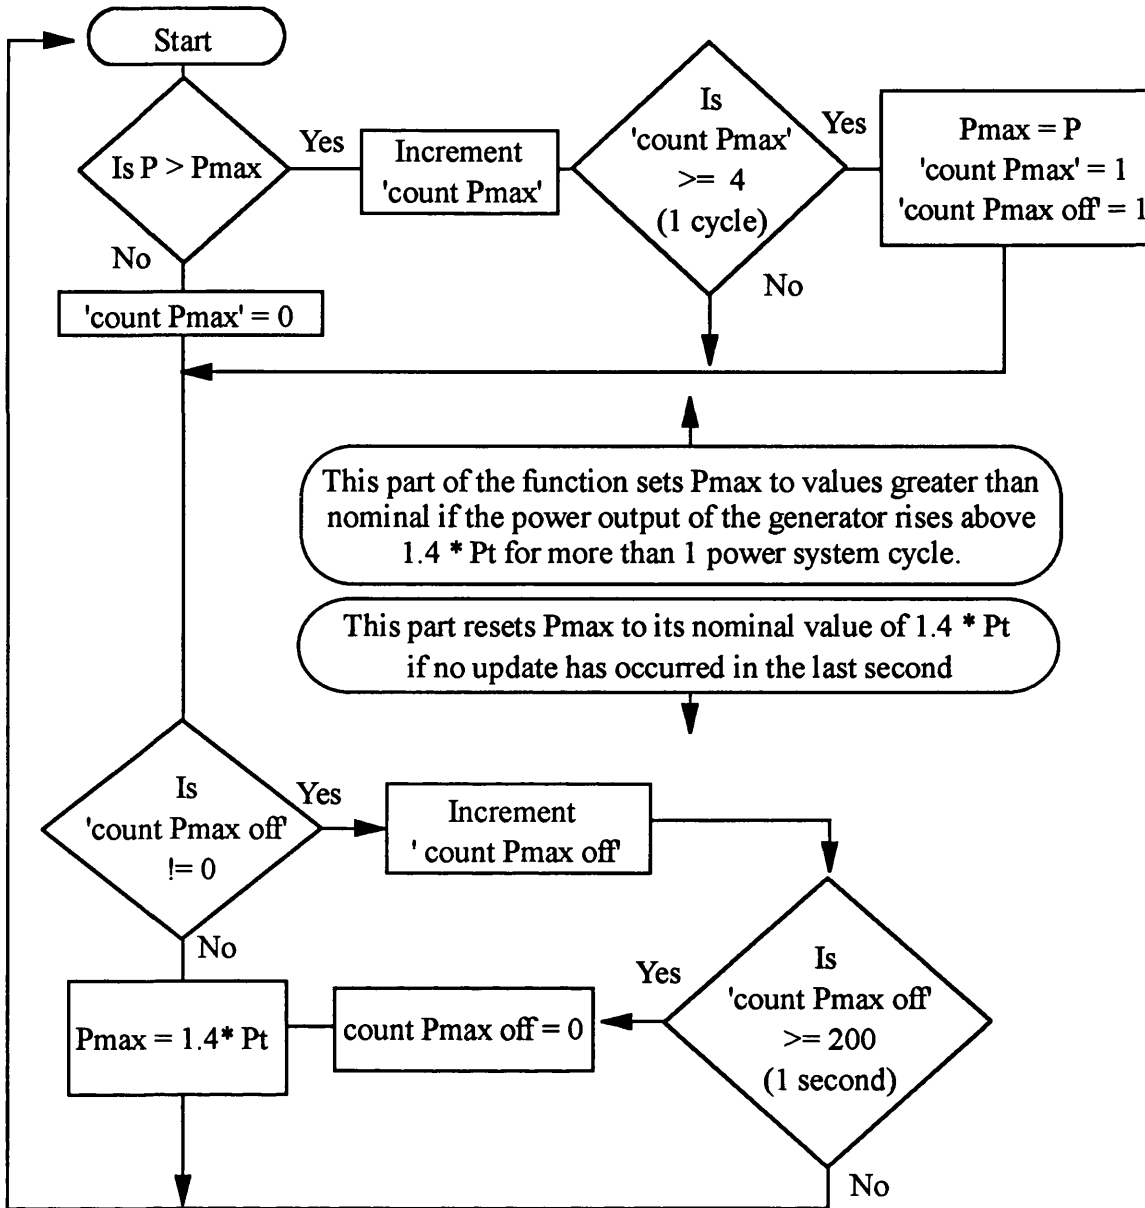 Start
Is P > Pmax
Yes
Increment
'count Pmax'
Is
'count Pmax'
>= 4
(1 cycle)
Yes
Pmax = P
'count Pmax' = 1
'count Pmax off' = 1
No
No
'count Pmax' = 0
This part of the function sets Pmax to values greater than
nominal if the power output of the generator rises above
1.4 * Pt for more than 1 power system cycle.
This part resets Pmax to its nominal value of 1.4 * Pt
if no update has occurred in the last second
Is
'count Pmax off'
!= 0
Yes
Increment
' count Pmax off'
No
Is
'count Pmax off'
>= 200
(1 second)
Yes
count Pmax off = 0
Pmax = 1.4* Pt
No